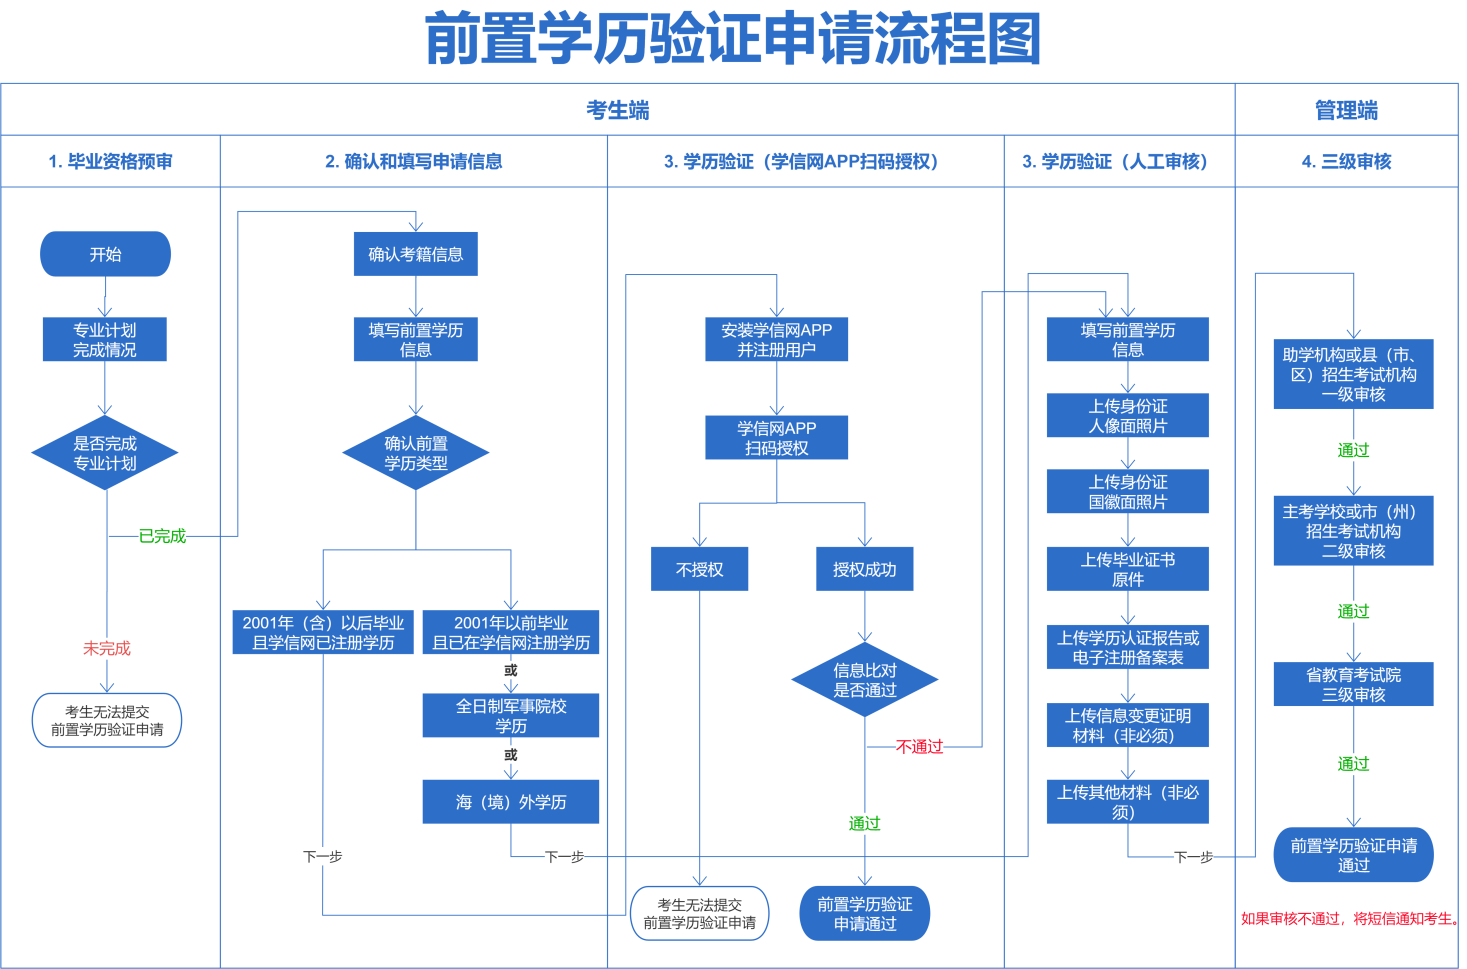 前置学历验证申请流程图
考生端
管理端
1. 毕业资格预审
2. 确认和填写申请信息
3. 学历验证（学信网APP扫码授权）
3. 学历验证（人工审核）
4. 三级审核
开始
专业计划
完成情况
是否完成
专业计划
已完成
未完成
考生无法提交
前置学历验证申请
确认考籍信息
填写前置学历
信息
确认前置
学历类型
2001年（含）以后毕业
且学信网已注册学历
2001年以前毕业
且已在学信网注册学历
或
全日制军事院校
学历
或
海（境）外学历
下一步
下一步
安装学信网APP
并注册用户
学信网APP
扫码授权
不授权
授权成功
信息比对
是否通过
不通过
通过
考生无法提交
前置学历验证申请
前置学历验证
申请通过
填写前置学历
信息
上传身份证
人像面照片
上传身份证
国徽面照片
上传毕业证书
原件
上传学历认证报告或
电子注册备案表
上传信息变更证明
材料（非必须）
上传其他材料（非必
须）
下一步
助学机构或县（市、
区）招生考试机构
一级审核
通过
主考学校或市（州）
招生考试机构
二级审核
通过
省教育考试院
三级审核
通过
前置学历验证申请
通过
如果审核不通过，将短信通知考生。